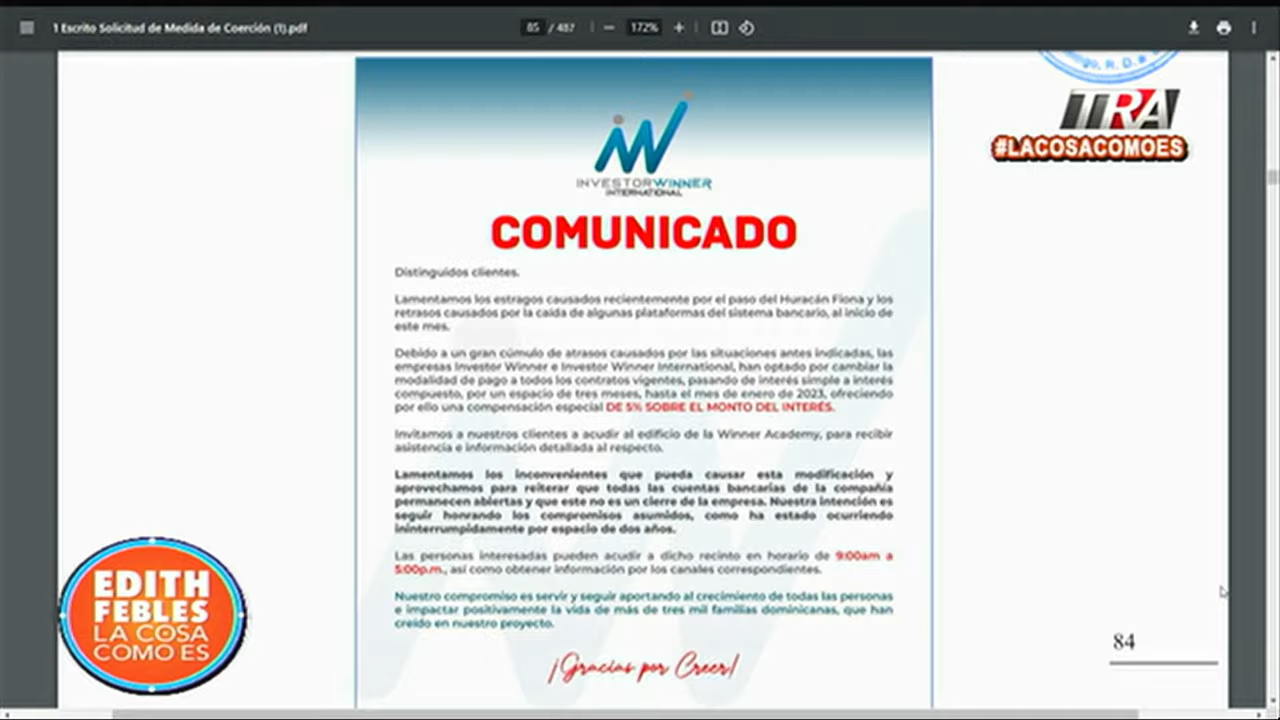 1 Escrito Solicitud de Medida de Coerción (1).pdf
85 / 487
172%
R. D.
TRA
#LACOSACOMOES
INVESTORWINNER
INTERNATIONAL
COMUNICADO
Distinguidos clientes.
Lamentamos los estragos causados recientemente por el paso del Huracán Fiona y los
retrasos causados por la caída de algunas plataformas del sistema bancario, al inicio de
este mes.
Debido a un gran cúmulo de atrasos causados por las situaciones antes indicadas, las
empresas Investor Winner e Investor Winner International, han optado por cambiar la
modalidad de pago a todos los contratos vigentes, pasando de interés simple a interés
compuesto, por un espacio de tres meses, hasta el mes de enero de 2023, ofreciendo
por ello una compensación especial DE 5% SOBRE EL MONTO DEL INTERÉS.
Invitamos a nuestros clientes a acudir al edificio de la Winner Academy, para recibir
asistencia e información detallada al respecto.
Lamentamos los inconvenientes que pueda causar esta modificación y
aprovechamos para reiterar que todas las cuentas bancarias de la compañía
permanecen abiertas y que este no es un cierre de la empresa. Nuestra intención es
seguir honrando los compromisos asumidos, como ha estado ocurriendo
ininterrumpidamente por espacio de dos años.
Las personas interesadas pueden acudir a dicho recinto en horario de 9:00am a
5:00p.m., así como obtener información por los canales correspondientes.
Nuestro compromiso es servir y seguir aportando al crecimiento de todas las personas
e impactar positivamente la vida de más de tres mil familias dominicanas, que han
creído en nuestro proyecto.
¡Gracias por Creer!
EDITH
FEBLES
LA COSA
COMO ES
84